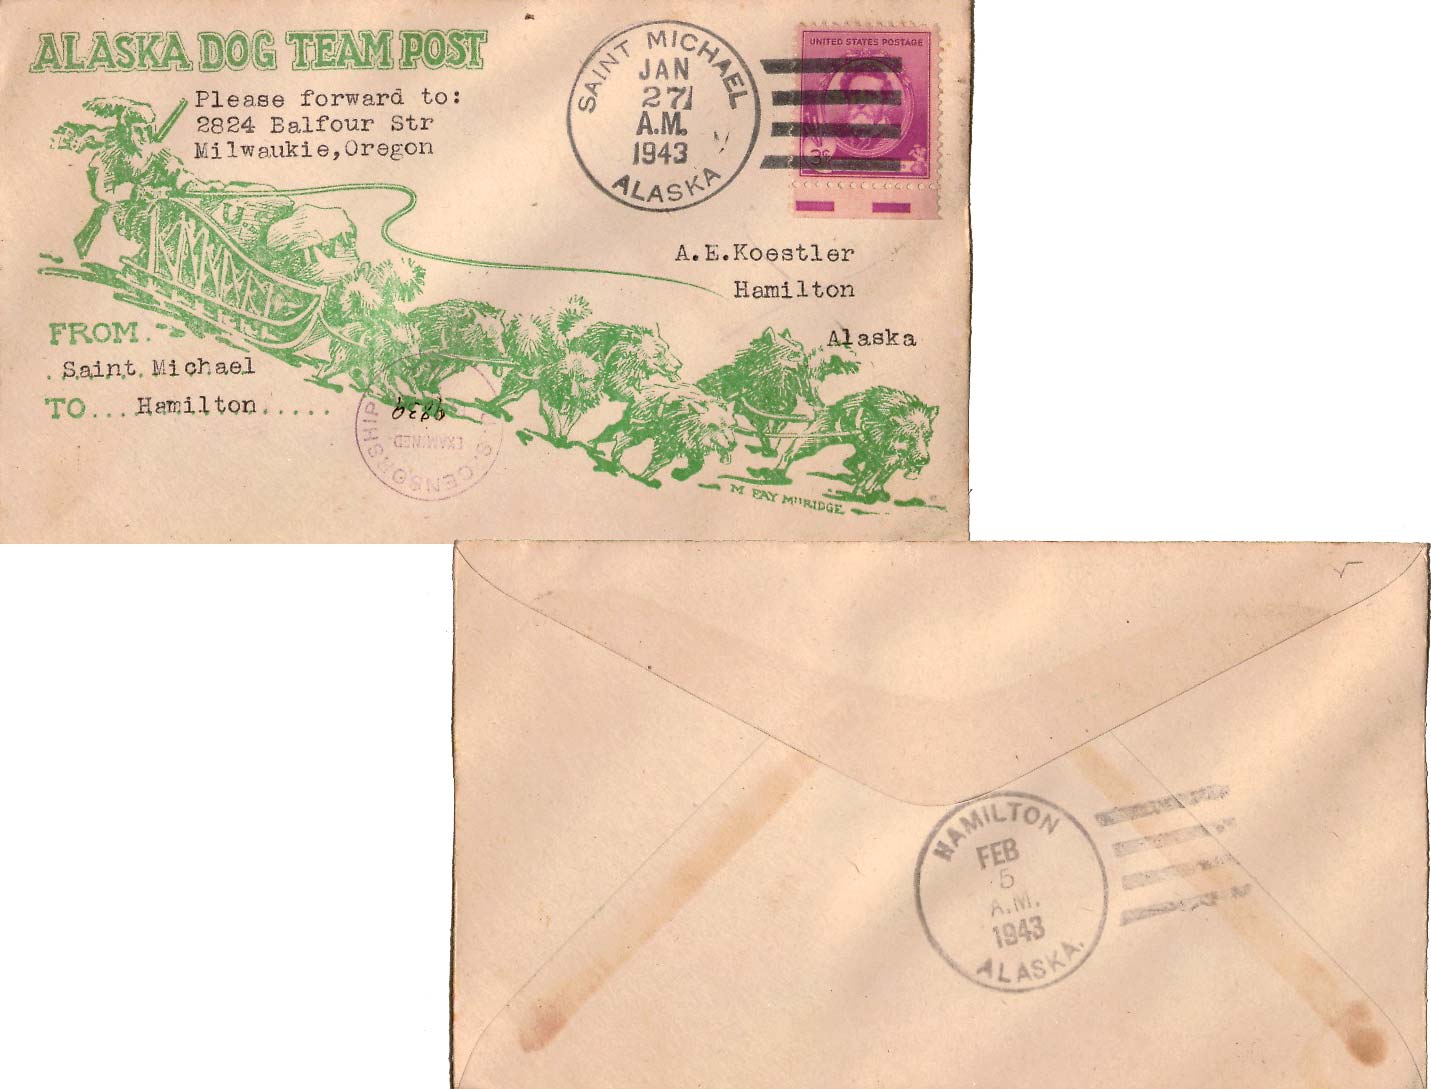 ALASKA DOG TEAM POST
Please forward to:
2824 Balfour Str
Milwaukie, Oregon
SAINT MICHAEL
JAN
27
A.M.
1943
ALASKA
UNITED STATES POSTAGE
3¢
A.E.Koestler
Hamilton
Alaska
FROM.
. Saint. Michael
TO... Hamilton.....
U.S. CENSORSHIP
EXAMINED
9839
M FAY MUIRIDGE
HAMILTON
FEB
5
A.M.
1943
ALASKA.